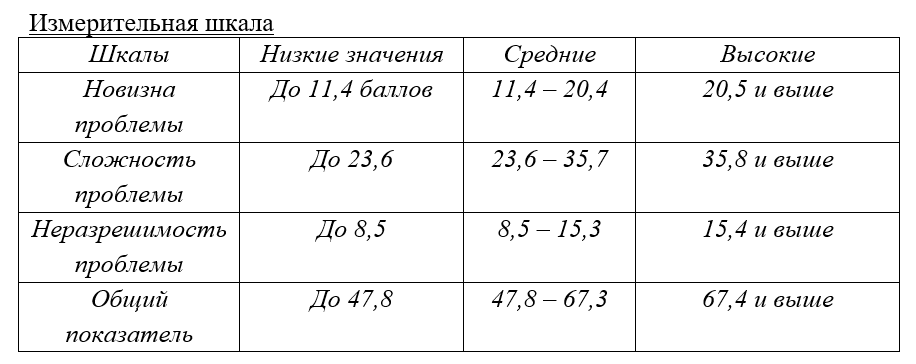 Измерительная шкала
Шкалы Низкие значения Средние Высокие
Новизна До 11,4 баллов 11,4 – 20,4 20,5 и выше
проблемы
Сложность До 23,6 23,6 – 35,7 35,8 и выше
проблемы
Неразрешимость До 8,5 8,5 – 15,3 15,4 и выше
проблемы
Общий До 47,8 47,8 – 67,3 67,4 и выше
показатель